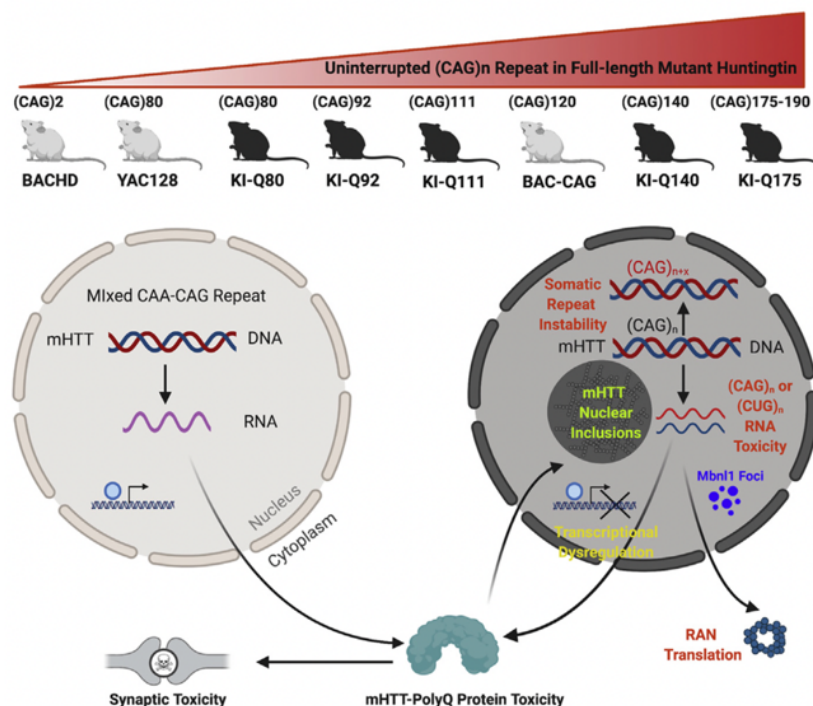 Uninterrupted (CAG)n Repeat in Full-length Mutant Huntingtin
(CAG)2 (CAG)80 (CAG)80 (CAG)92 (CAG)111 (CAG)120 (CAG)140 (CAG)175-190
BACHD YAC128 KI-Q80 KI-Q92 KI-Q111 BAC-CAG KI-Q140 KI-Q175
MIxed CAA-CAG Repeat
mHTT DNA
RNA
Nucleus
Cytoplasm
(CAG)n+x
Somatic
Repeat
Instability
(CAG)n
mHTT DNA
mHTT
Nuclear
Inclusions
(CAG)n or
(CUG)n
RNA
Toxicity
Mbnl1 Foci
Transcriptional
Dysregulation
RAN
Translation
Synaptic Toxicity
mHTT-PolyQ Protein Toxicity